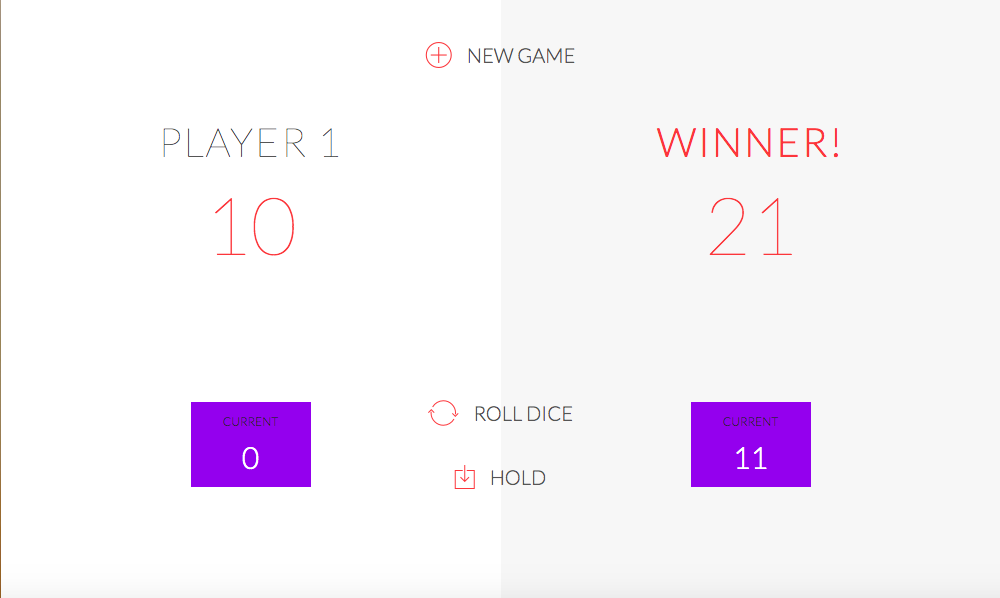 NEW GAME
PLAYER 1
10
WINNER!
21
CURRENT
0
ROLL DICE
HOLD
CURRENT
11